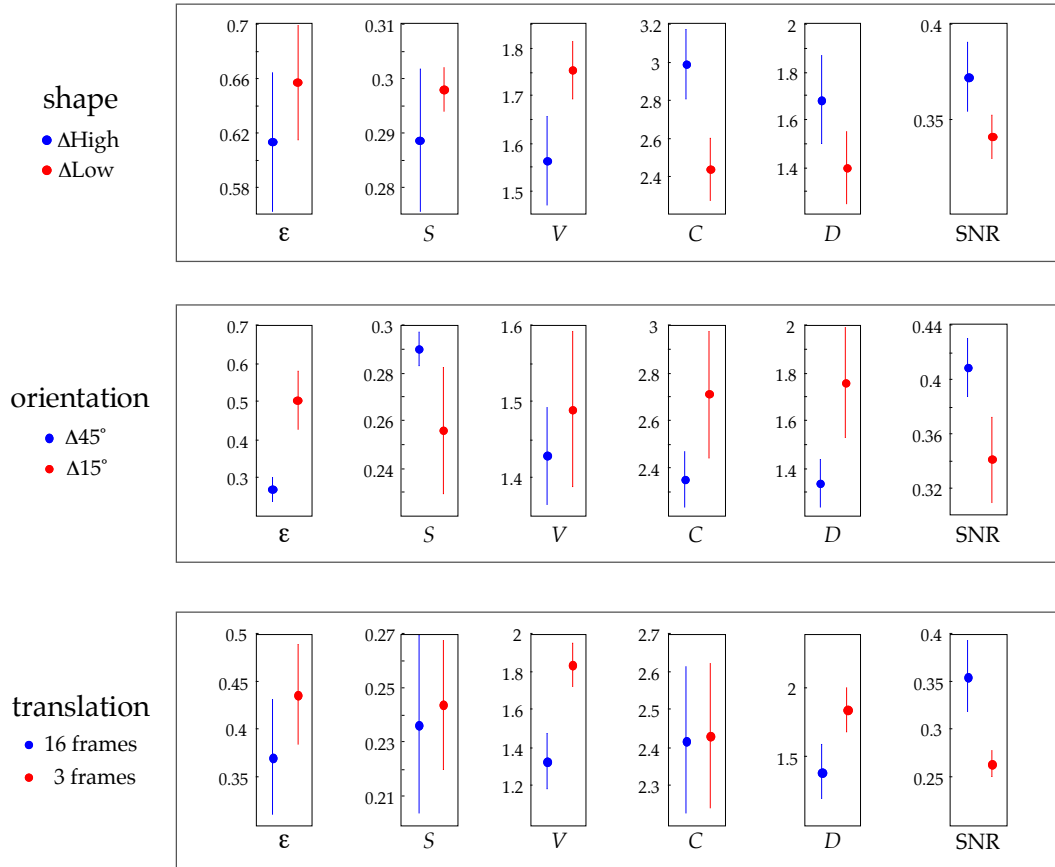 shape
ΔHigh
ΔLow
0.7
0.66
0.62
0.58
ε
0.31
0.3
0.29
0.28
S
1.8
1.7
1.6
1.5
V
3.2
3
2.8
2.6
2.4
C
2
1.8
1.6
1.4
D
0.4
0.35
SNR
orientation
Δ45°
Δ15°
0.7
0.6
0.5
0.4
0.3
ε
0.3
0.28
0.26
0.24
S
1.6
1.5
1.4
V
3
2.8
2.6
2.4
C
2
1.8
1.6
1.4
D
0.44
0.4
0.36
0.32
SNR
translation
16 frames
3 frames
0.5
0.45
0.4
0.35
ε
0.27
0.25
0.23
0.21
S
2
1.8
1.6
1.4
1.2
V
2.7
2.6
2.5
2.4
2.3
C
2
1.5
D
0.4
0.35
0.3
0.25
SNR